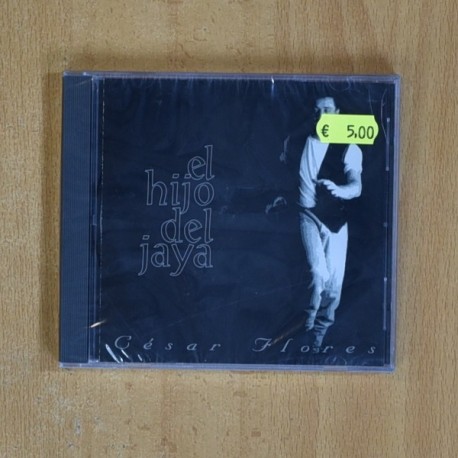 € 5,00
el
hijo
del
jaya
César Flores